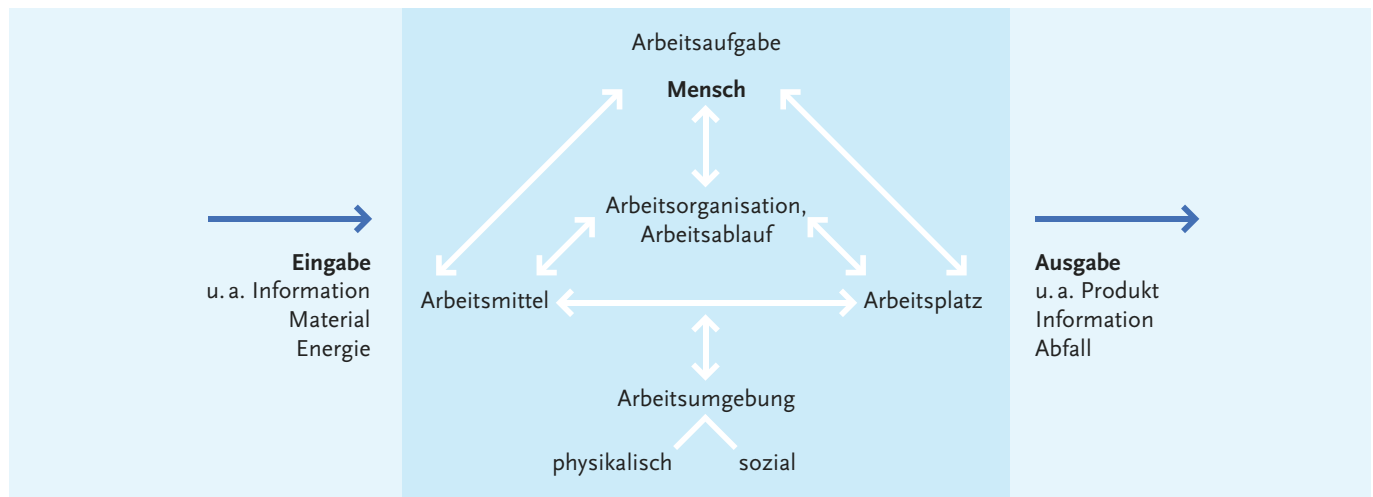 Arbeitsaufgabe
Mensch
Arbeitsorganisation,
Arbeitsablauf
Eingabe
u. a. Information
Material
Energie
Arbeitsmittel
Arbeitsplatz
Ausgabe
u. a. Produkt
Information
Abfall
Arbeitsumgebung
physikalisch
sozial